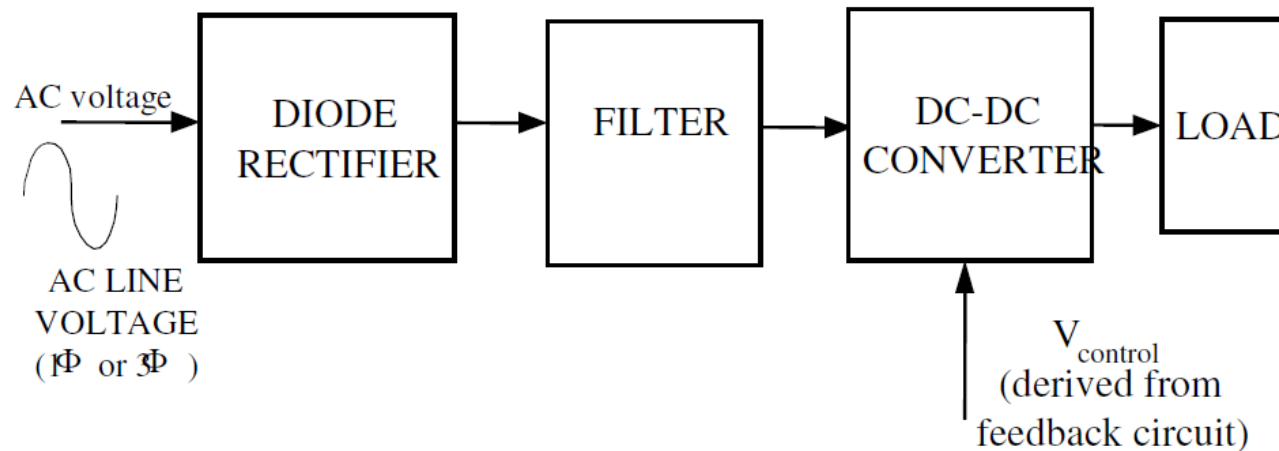 AC voltage
DIODE
RECTIFIER
FILTER
DC-DC
CONVERTER
LOAD
AC LINE
VOLTAGE
(1Φ or 3Φ )
Vcontrol
(derived from
feedback circuit)